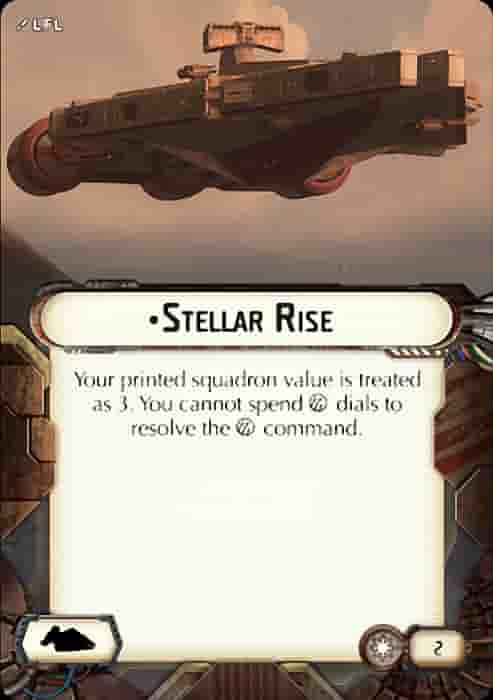 LFL
•STELLAR RISE
Your printed squadron value is treated
as 3. You cannot spend dials to
resolve the command.
2